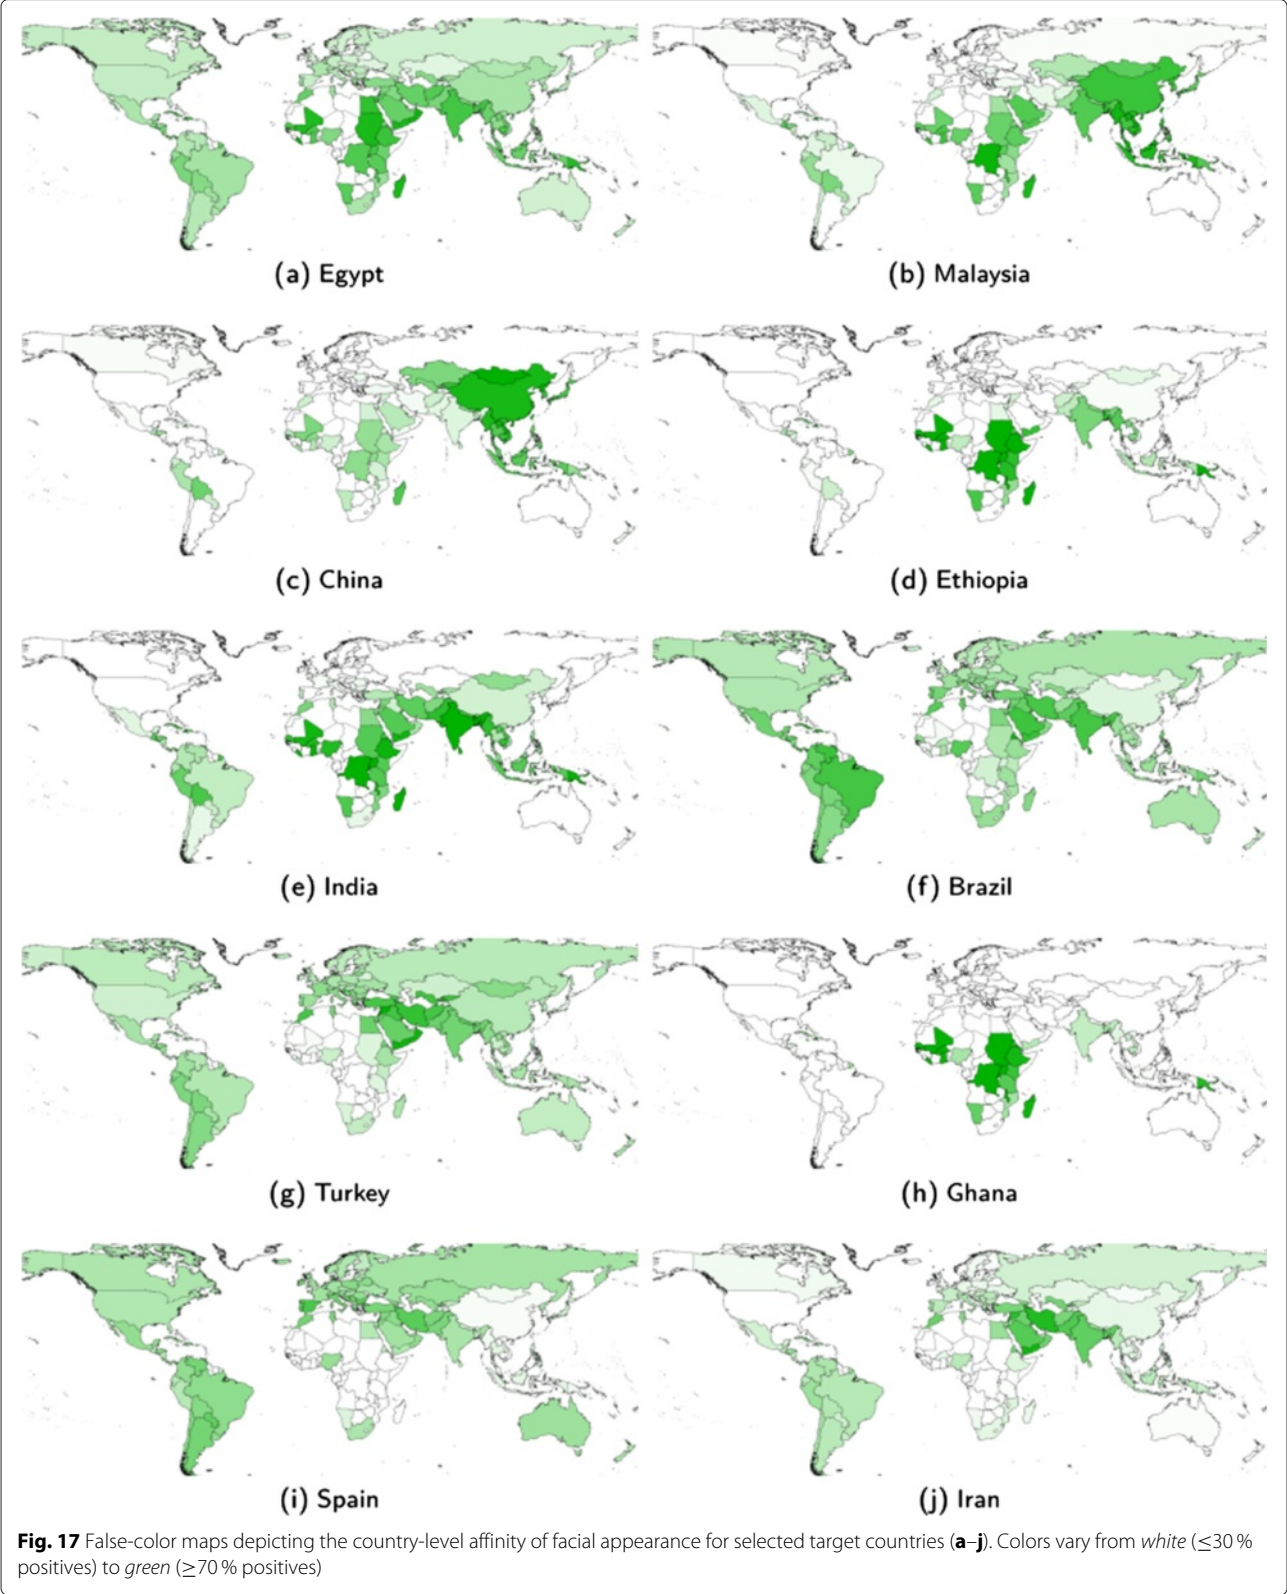 (a) Egypt
(b) Malaysia
(c) China
(d) Ethiopia
(e) India
(f) Brazil
(g) Turkey
(h) Ghana
(i) Spain
(j) Iran
Fig. 17 False-color maps depicting the country-level affinity of facial appearance for selected target countries (a–j). Colors vary from white (≤30 %
positives) to green (≥70 % positives)